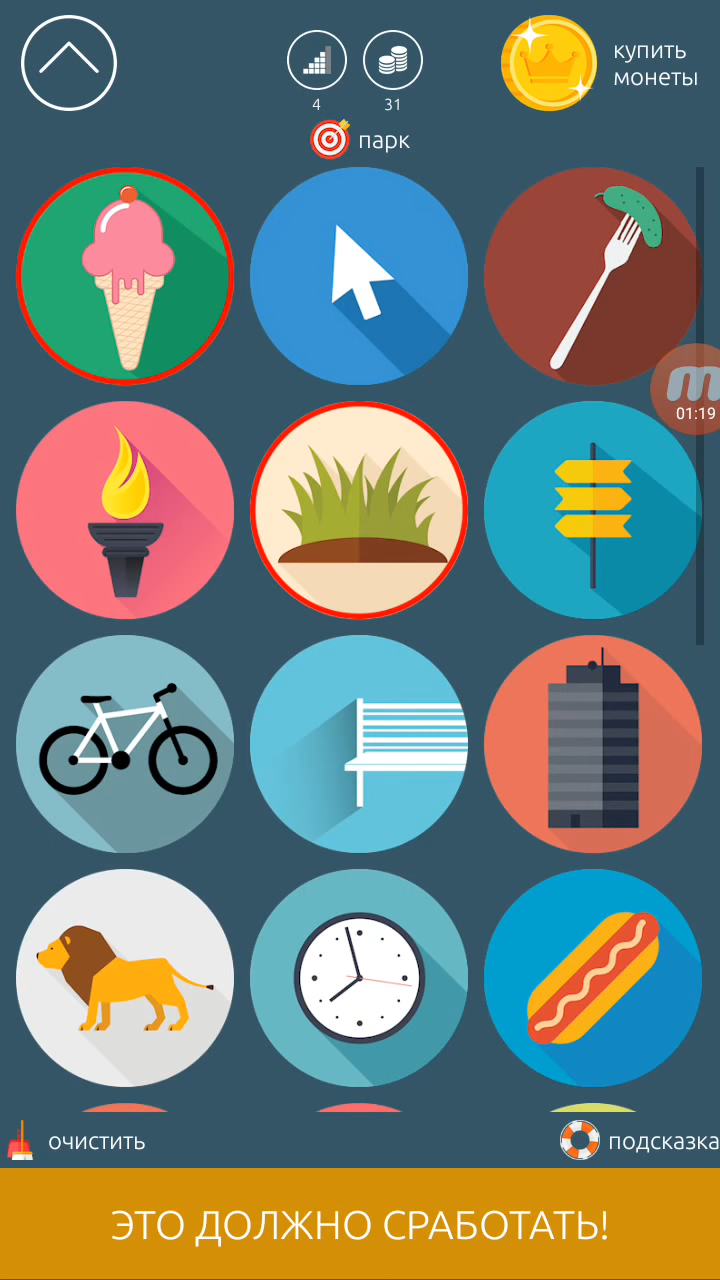 купить
монеты
4
31
парк
01:19
очистить
подсказка
ЭТО ДОЛЖНО СРАБОТАТЬ!